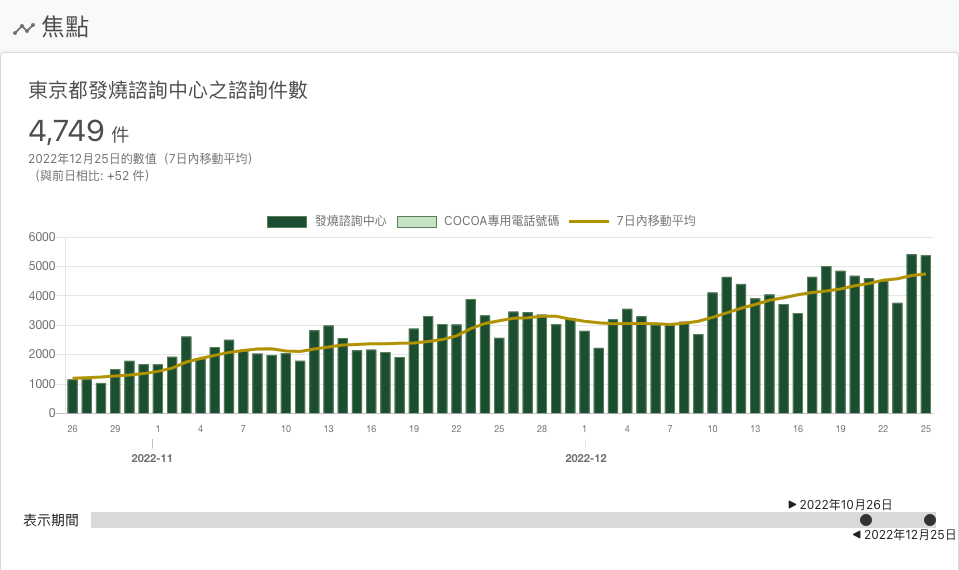 焦點
東京都發燒諮詢中心之諮詢件數
4,749 件
2022年12月25日的數值（7日內移動平均）
（與前日相比: +52 件）
發燒諮詢中心 COCOA專用電話號碼 7日內移動平均
6000
5000
4000
3000
2000
1000
0
26 29 1 4 7 10 13 16 19 22 25 28 1 4 7 10 13 16 19 22 25
2022-11 2022-12
2022年10月26日
表示期間
2022年12月25日